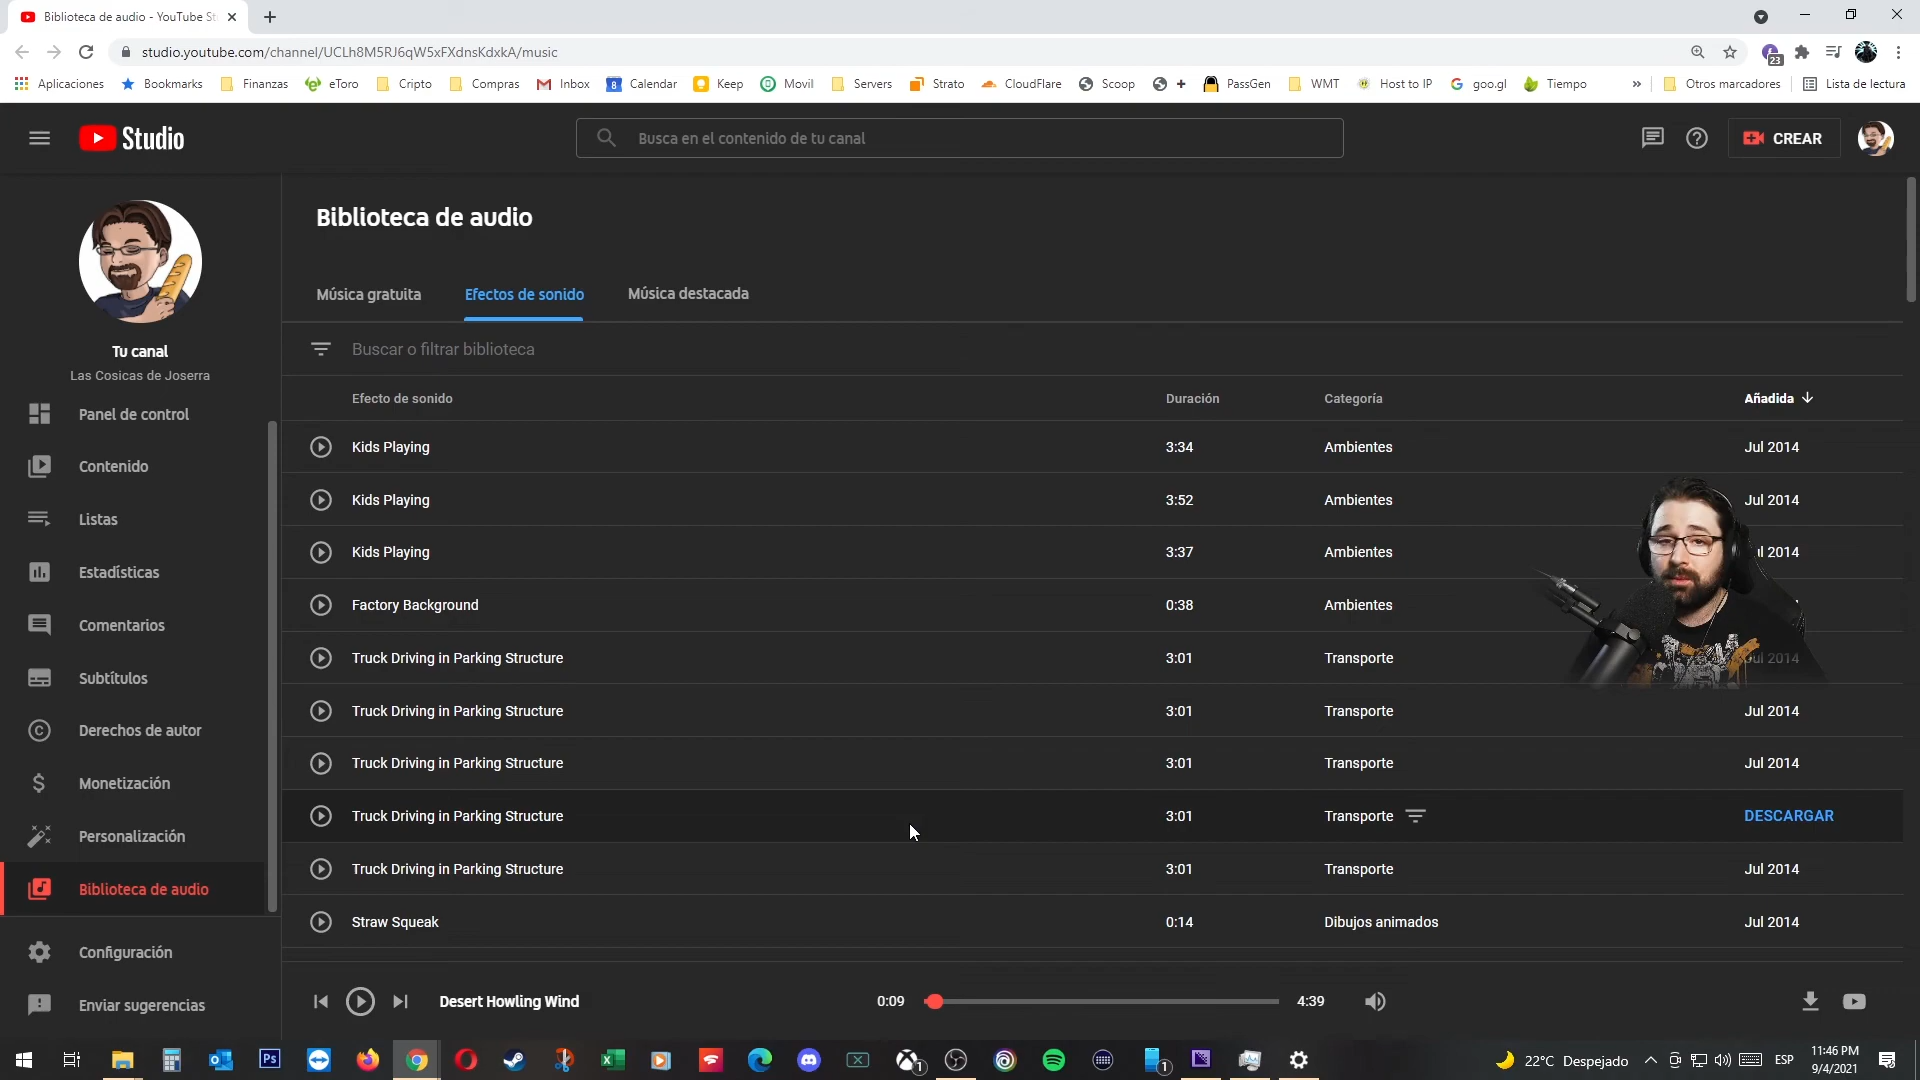 Biblioteca de audio - YouTube St
studio.youtube.com/channel/UCLh8M5RJ6qW5xFXdnsKdxkA/music
23
Aplicaciones Bookmarks Finanzas eToro Cripto Compras Inbox 8 Calendar Keep Movil Servers Strato CloudFlare Scoop + PassGen WMT Host to IP goo.gl Tiempo » Otros marcadores Lista de lectura
Studio
Busca en el contenido de tu canal
CREAR
Tu canal
Las Cosicas de Joserra
Panel de control
Contenido
Listas
Estadísticas
Comentarios
Subtítulos
Derechos de autor
Monetización
Personalización
Biblioteca de audio
Configuración
Enviar sugerencias
Biblioteca de audio
Música gratuita Efectos de sonido Música destacada
Buscar o filtrar biblioteca
Efecto de sonido Duración Categoría Añadida
Kids Playing 3:34 Ambientes Jul 2014
Kids Playing 3:52 Ambientes Jul 2014
Kids Playing 3:37 Ambientes ul 2014
Factory Background 0:38 Ambientes
Truck Driving in Parking Structure 3:01 Transporte Jul 2014
Truck Driving in Parking Structure 3:01 Transporte Jul 2014
Truck Driving in Parking Structure 3:01 Transporte Jul 2014
Truck Driving in Parking Structure 3:01 Transporte DESCARGAR
Truck Driving in Parking Structure 3:01 Transporte Jul 2014
Straw Squeak 0:14 Dibujos animados Jul 2014
Desert Howling Wind 0:09 4:39
Ps 1 1 22°C Despejado ESP
11:46 PM
9/4/2021